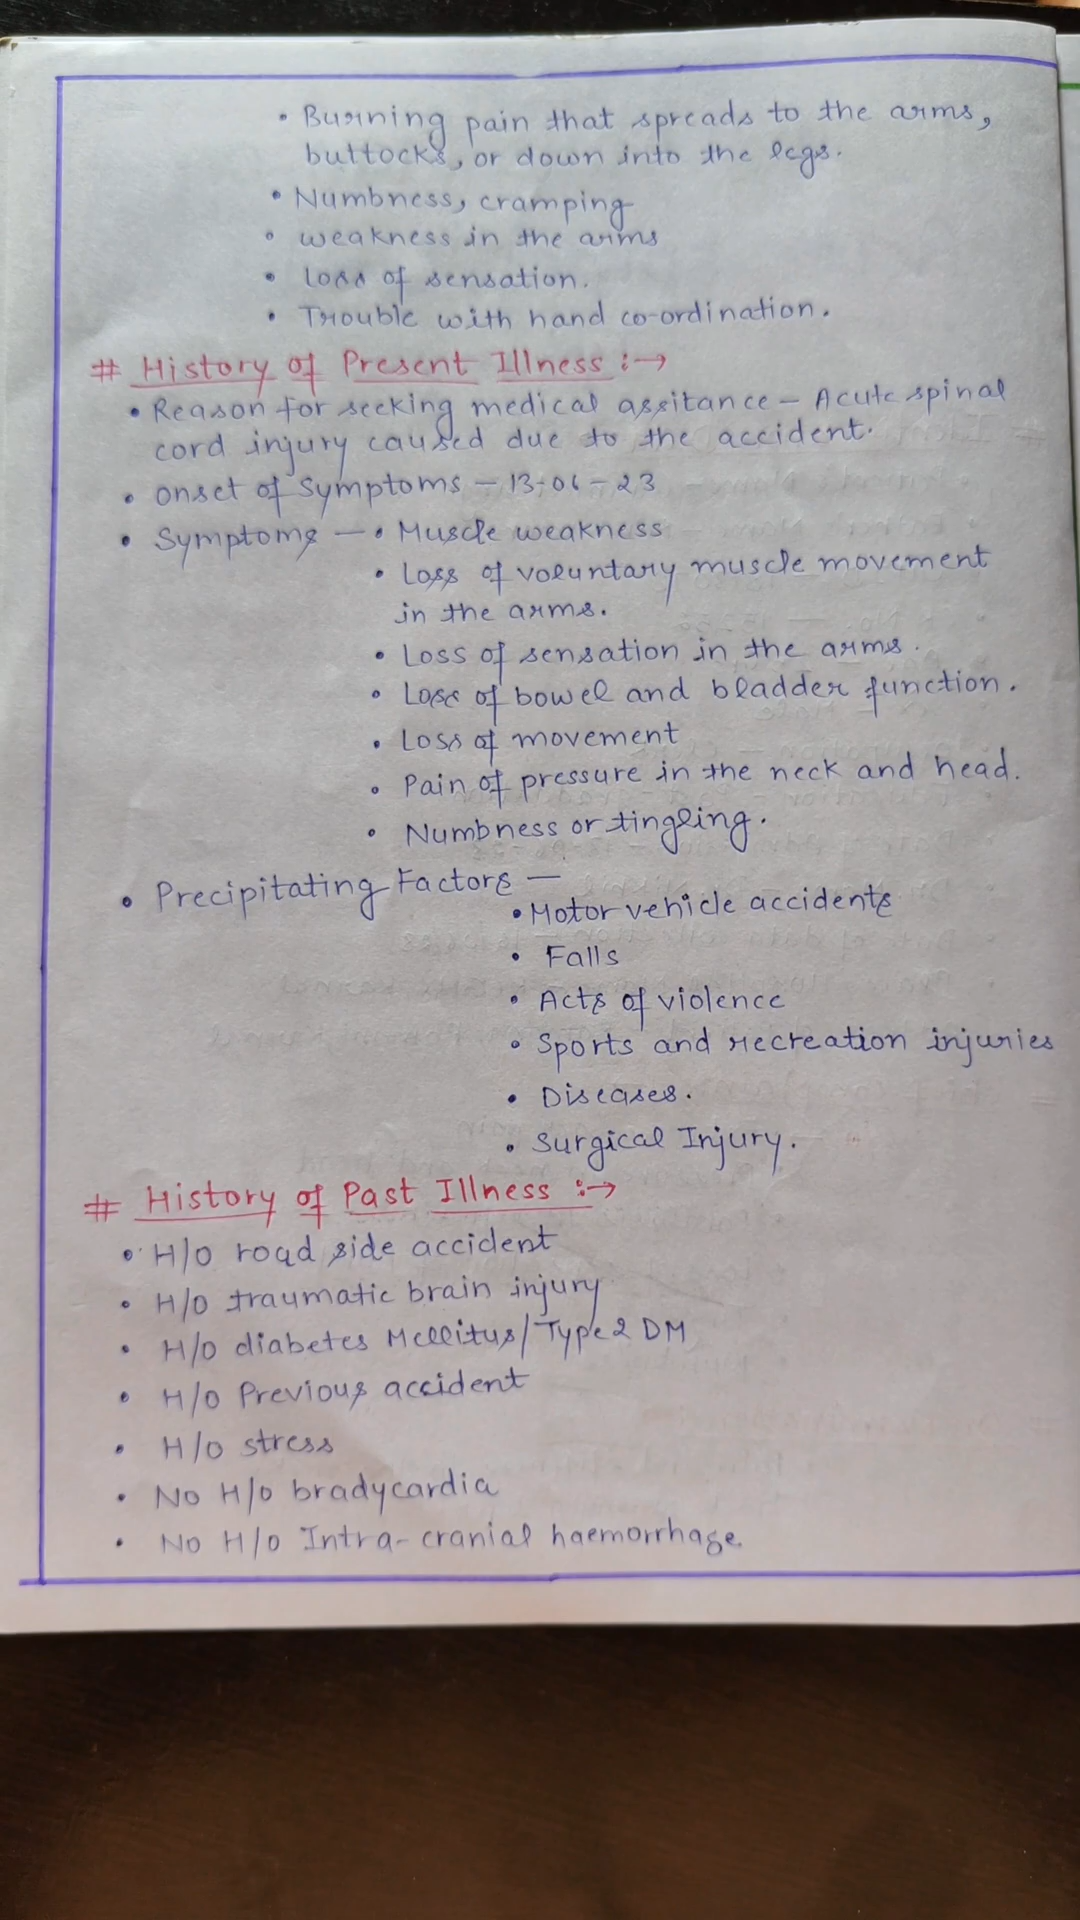 • Burning pain that spreads to the arms,
buttocks, or down into the legs.
• Numbness, cramping
• weakness in the arms
• Loss of sensation.
• Trouble with hand co-ordination.
# History of Present Illness :→
• Reason for seeking medical assitance – Acute spinal
cord injury caused due to the accident.
• onset of Symptoms – 13-06-23
• Symptoms – • Muscle weakness
• Loss of voluntary muscle movement
in the arms.
• Loss of sensation in the arms.
• Loss of bowel and bladder function.
• Loss of movement
• Pain of pressure in the neck and head.
• Numbness or tingling.
• Precipitating Factors –
• Motor vehicle accidents
• Falls
• Acts of violence
• Sports and recreation injuries
• Diseases.
• Surgical Injury.
# History of Past Illness :→
• H/O road side accident
• H/O traumatic brain injury
• H/O diabetes Mellitus/Type 2 DM
• H/O Previous accident
• H/O stress
• NO H/O bradycardia
• NO H/O Intra-cranial haemorrhage.